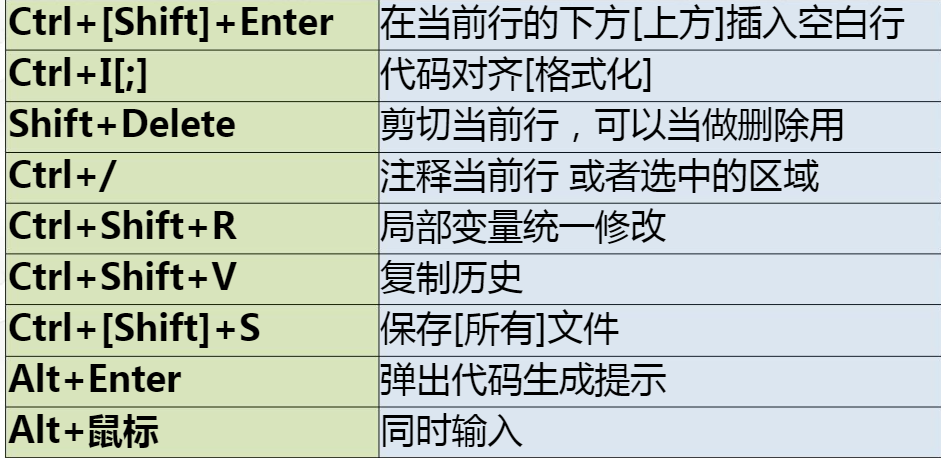 Ctrl+[Shift]+Enter 在当前行的下方[上方]插入空白行
Ctrl+I[;] 代码对齐[格式化]
Shift+Delete 剪切当前行，可以当做删除用
Ctrl+/ 注释当前行 或者选中的区域
Ctrl+Shift+R 局部变量统一修改
Ctrl+Shift+V 复制历史
Ctrl+[Shift]+S 保存[所有]文件
Alt+Enter 弹出代码生成提示
Alt+鼠标 同时输入